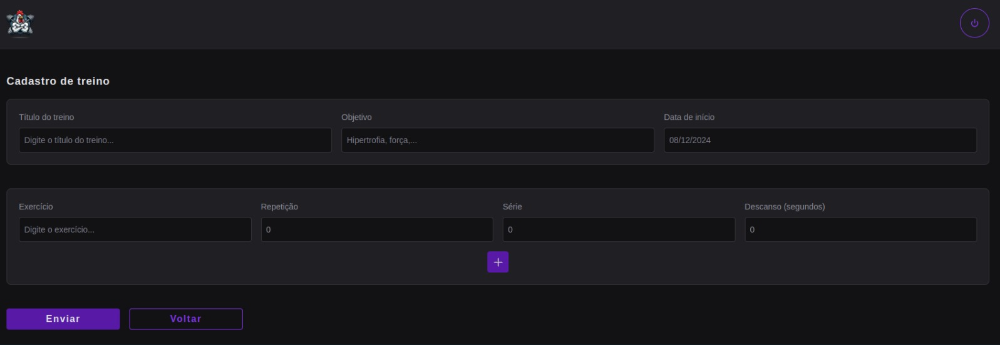 Cadastro de treino
Título do treino Objetivo Data de início
Digite o título do treino... Hipertrofia, força,... 08/12/2024
Exercício Repetição Série Descanso (segundos)
Digite o exercício... 0 0 0
+
Enviar Voltar